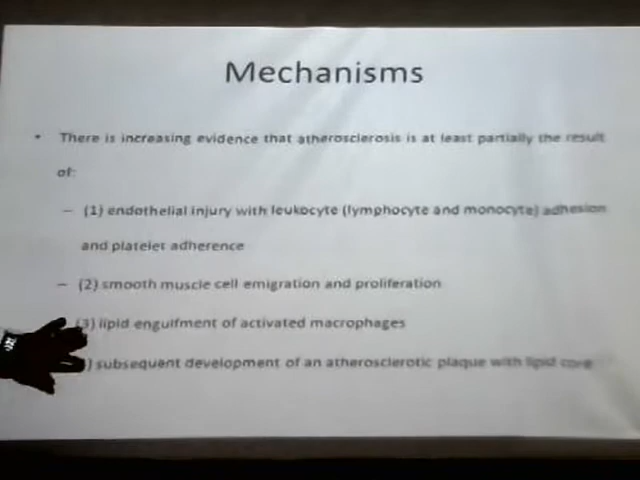 Mechanisms
• There is increasing evidence that atherosclerosis is at least partially the result
of:
– (1) endothelial injury with leukocyte (lymphocyte and monocyte) adhesion
and platelet adherence
– (2) smooth muscle cell emigration and proliferation
(3) lipid engulfment of activated macrophages
) subsequent development of an atherosclerotic plaque with lipid core